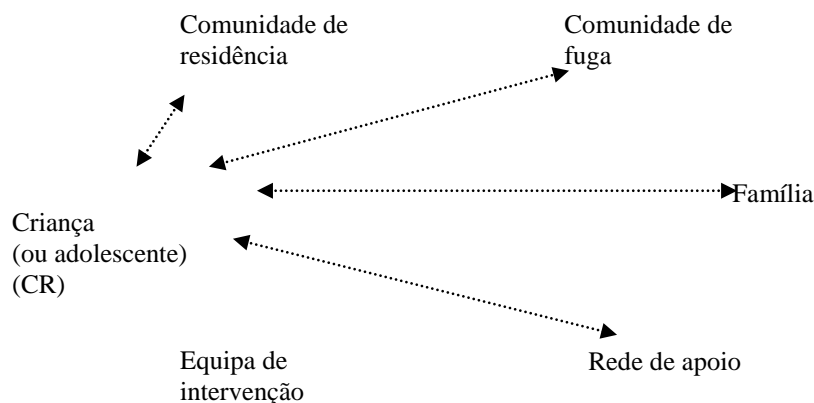 Comunidade de
residência
Comunidade de
fuga
Família
Criança
(ou adolescente)
(CR)
Equipa de
intervenção
Rede de apoio